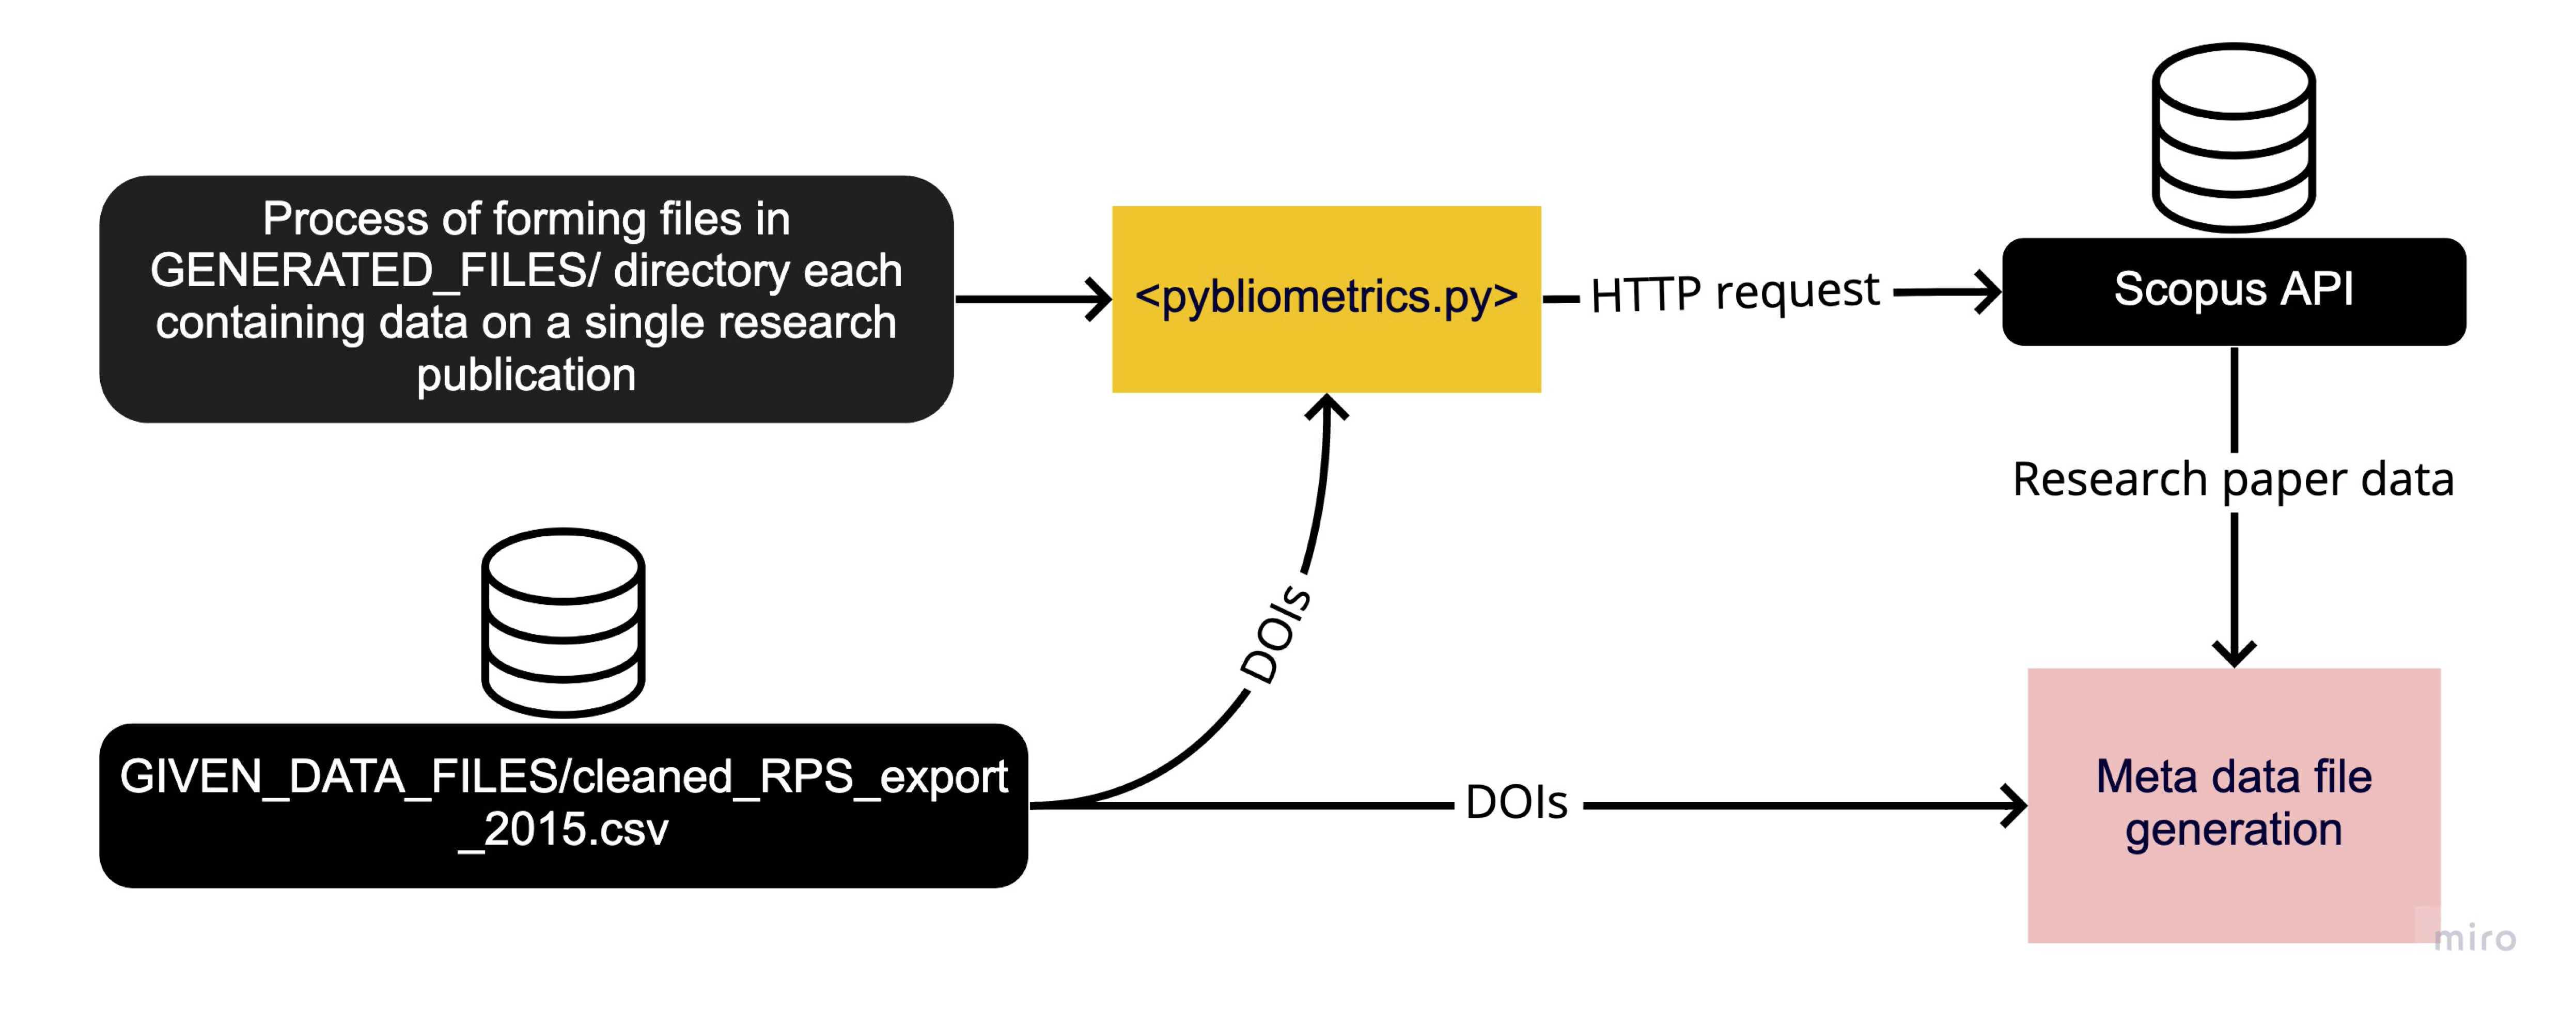 Process of forming files in
GENERATED_FILES/ directory each
containing data on a single research
publication
<pybliometrics.py>
HTTP request
Scopus API
Research paper data
DOIs
GIVEN_DATA_FILES/cleaned_RPS_export
_2015.csv
DOIs
Meta data file
generation
miro